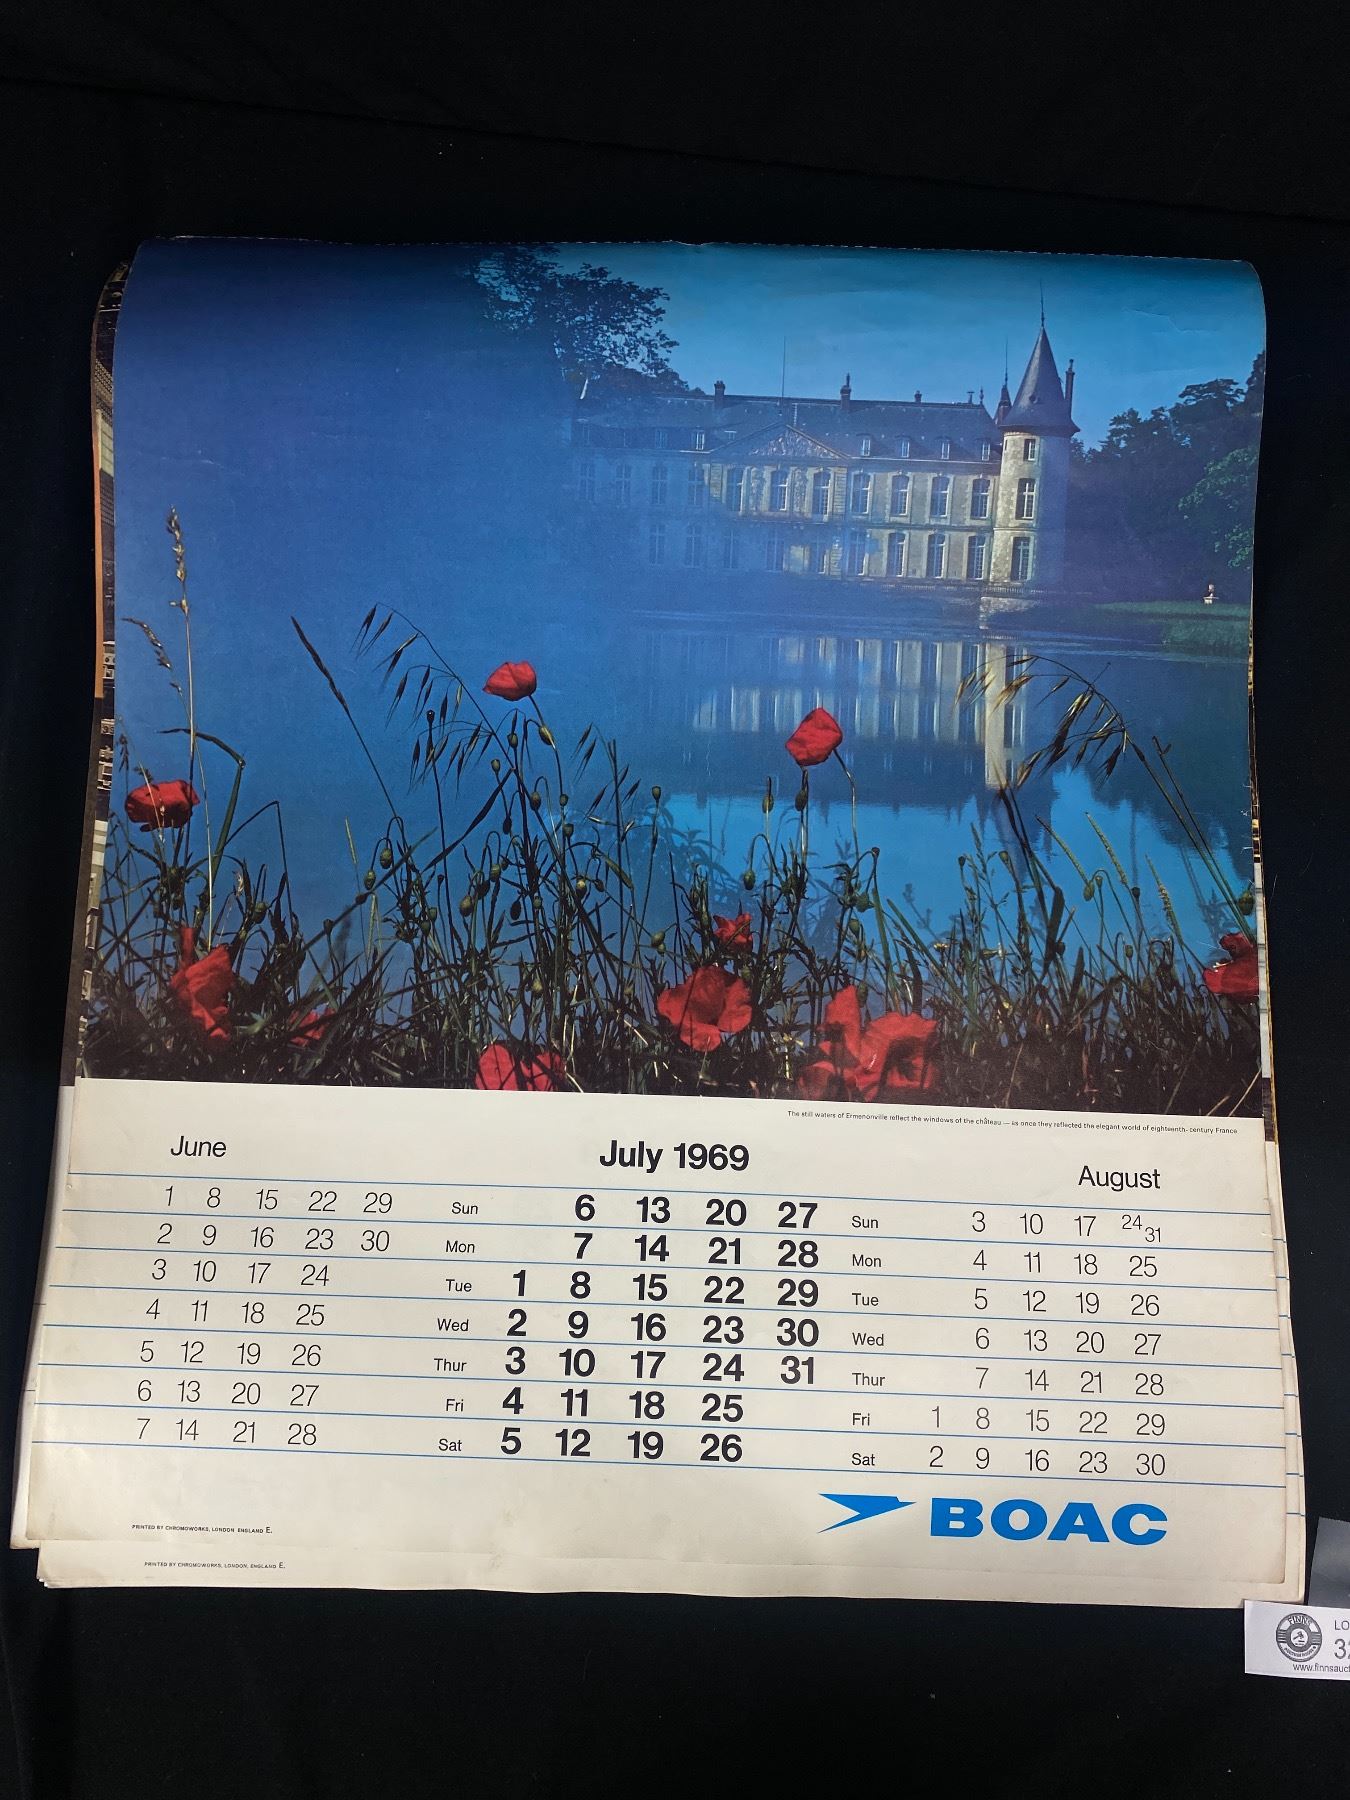 The still waters of Ermenonville reflect the windows of the château — as once they reflected the elegant world of eighteenth-century France
June
1 8 15 22 29
2 9 16 23 30
3 10 17 24
4 11 18 25
5 12 19 26
6 13 20 27
7 14 21 28
July 1969
Sun 6 13 20 27
Mon 7 14 21 28
Tue 1 8 15 22 29
Wed 2 9 16 23 30
Thur 3 10 17 24 31
Fri 4 11 18 25
Sat 5 12 19 26
August
Sun 3 10 17 24 31
Mon 4 11 18 25
Tue 5 12 19 26
Wed 6 13 20 27
Thur 7 14 21 28
Fri 1 8 15 22 29
Sat 2 9 16 23 30
BOAC
PRINTED BY CHROMOWORKS, LONDON ENGLAND E.
PRINTED BY CHROMOWORKS, LONDON, ENGLAND E.
FINNS
LO
32
www.finnsauct